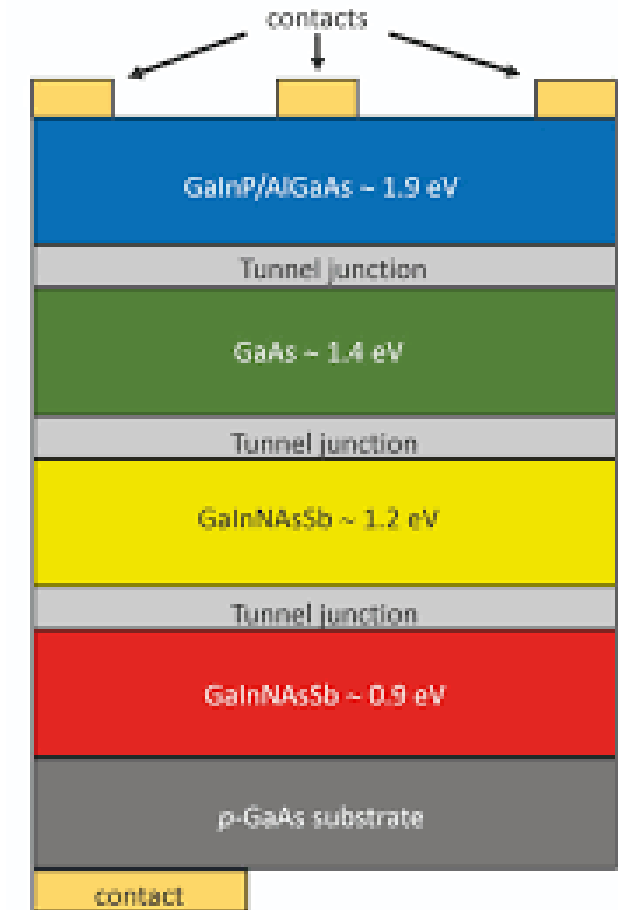 contacts
GaInP/AlGaAs ~ 1.9 eV
Tunnel junction
GaAs ~ 1.4 eV
Tunnel junction
GaInNAsSb ~ 1.2 eV
Tunnel junction
GaInNAsSb ~ 0.9 eV
p-GaAs substrate
contact